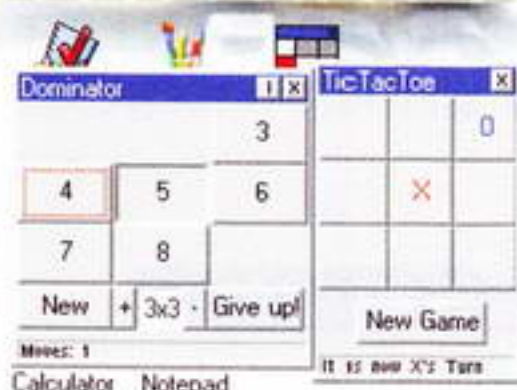 Dominator I X
3
4 5 6
7 8
New + 3x3 - Give up!
Moves: 1
TicTacToe X
O
X
New Game
It is now X's Turn
Calculator Notepad